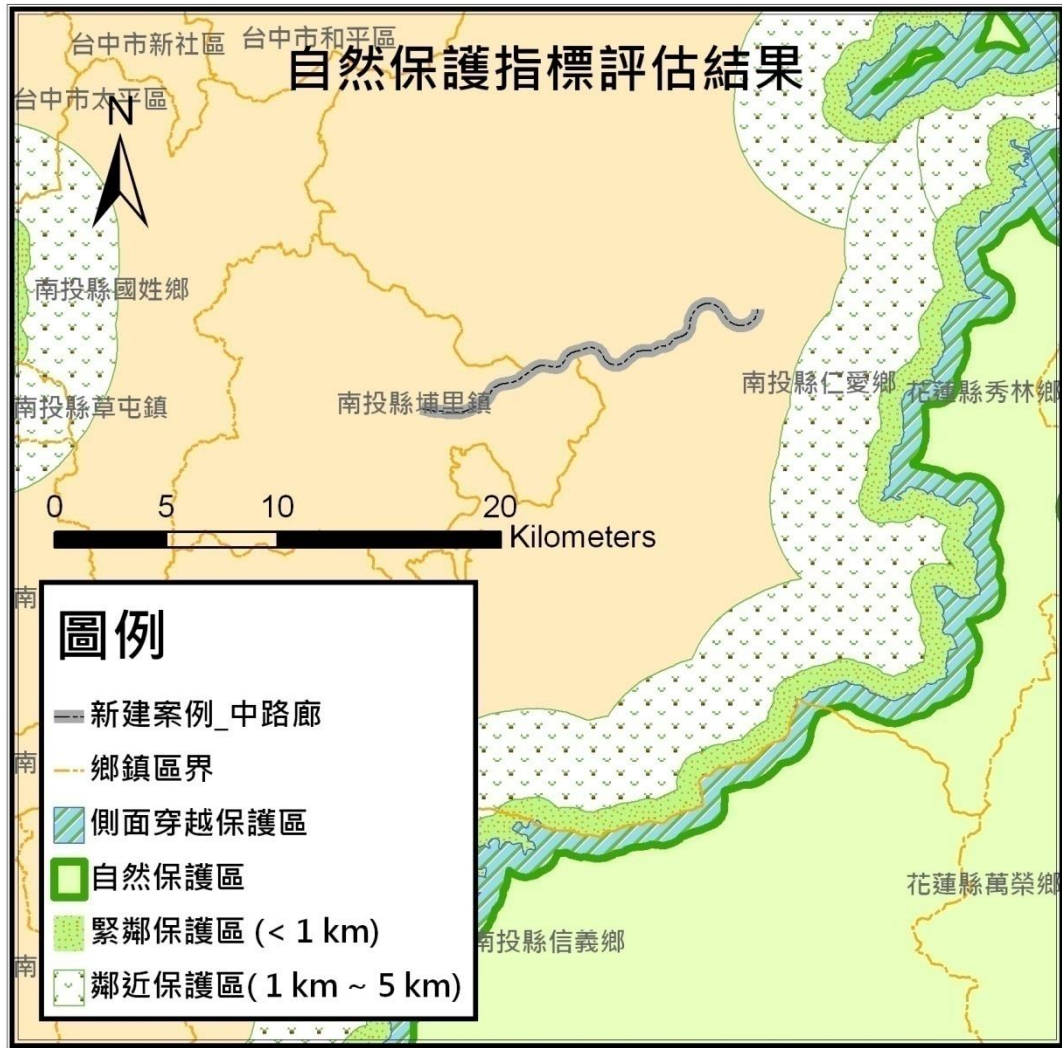 台中市新社區
台中市和平區
自然保護指標評估結果
台中市太平區
N
南投縣國姓鄉
南投縣仁愛鄉
花蓮縣秀林鄉
南投縣草屯鎮
南投縣埔里鎮
0 5 10 20
Kilometers
南
圖例
新建案例_中路廊
南
鄉鎮區界
側面穿越保護區
自然保護區
花蓮縣萬榮鄉
緊鄰保護區 (< 1 km)
南投縣信義鄉
南
鄰近保護區( 1 km ~ 5 km)